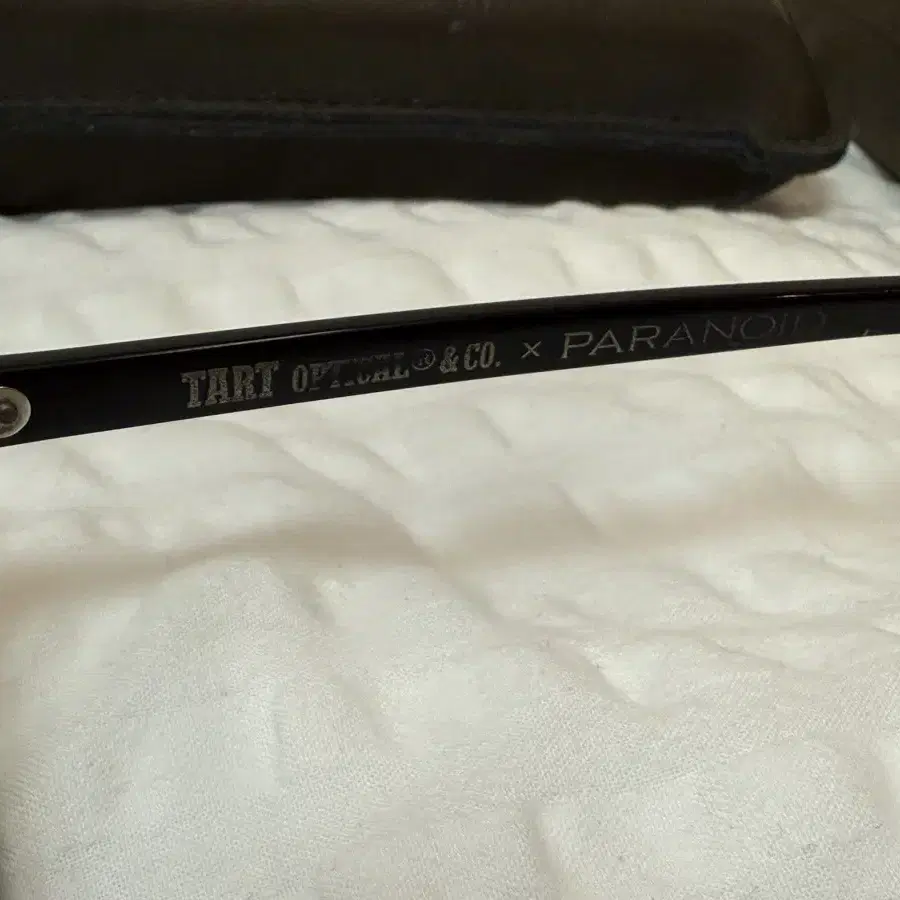 TART OPTICAL® & CO. × PARANOID